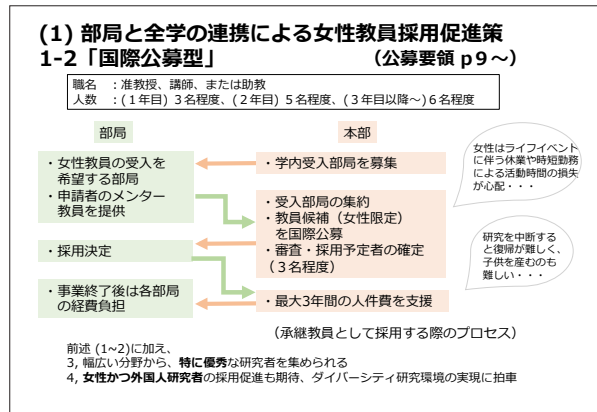 (1) 部局と全学の連携による女性教員採用促進策
1-2「国際公募型」 （公募要領 p9～）
職名 ：准教授、講師、または助教
人数 ：(１年目) ３名程度、(２年目) ５名程度、(３年目以降～)６名程度
部局
本部
・女性教員の受入を
希望する部局
・申請者のメンター
教員を提供
・学内受入部局を募集
・受入部局の集約
・教員候補（女性限定）
を国際公募
・審査・採用予定者の確定
（３名程度）
・採用決定
・事業終了後は各部局
の経費負担
・最大3年間の人件費を支援
女性はライフイベント
に伴う休業や時短勤務
による活動時間の損失
が心配・・・
研究を中断する
と復帰が難しく、
子供を産むのも
難しい・・・
（承継教員として採用する際のプロセス）
前述 (1~2)に加え、
3, 幅広い分野から、特に優秀な研究者を集められる
4, 女性かつ外国人研究者の採用促進も期待、ダイバーシティ研究環境の実現に拍車